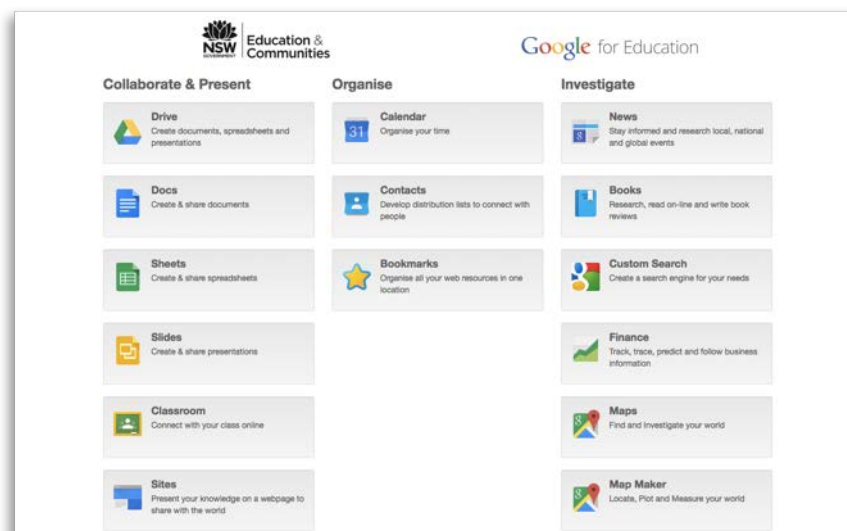 NSW
GOVERNMENT
Education &
Communities
Google for Education
Collaborate & Present
Drive
Create documents, spreadsheets and
presentations
Docs
Create & share documents
Sheets
Create & share spreadsheets
Slides
Create & share presentations
Classroom
Connect with your class online
Sites
Present your knowledge on a webpage to
share with the world
Organise
31
Calendar
Organise your time
Contacts
Develop distribution lists to connect with
people
Bookmarks
Organise all your web resources in one
location
Investigate
News
Stay informed and research local, national
and global events
Books
Research, read on-line and write book
reviews
Custom Search
Create a search engine for your needs
Finance
Track, trace, predict and follow business
information
Maps
Find and Investigate your world
Map Maker
Locate, Plot and Measure your world